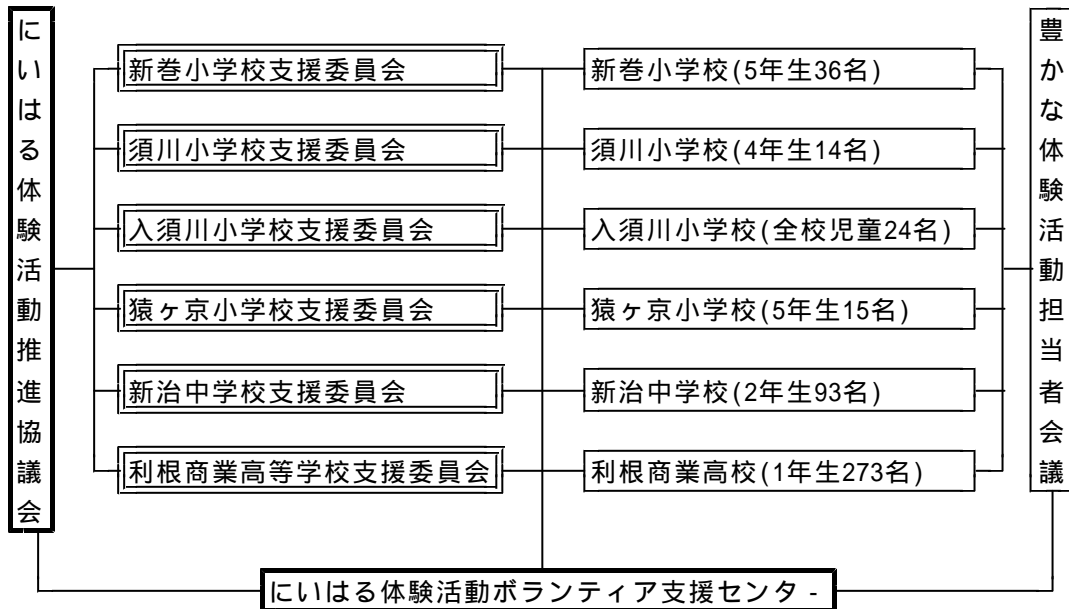 にいはる体験活動推進協議会
新巻小学校支援委員会
新巻小学校(5年生36名)
須川小学校支援委員会
須川小学校(4年生14名)
入須川小学校支援委員会
入須川小学校(全校児童24名)
猿ヶ京小学校支援委員会
猿ヶ京小学校(5年生15名)
新治中学校支援委員会
新治中学校(2年生93名)
利根商業高等学校支援委員会
利根商業高校(1年生273名)
豊かな体験活動担当者会議
にいはる体験活動ボランティア支援センタ-